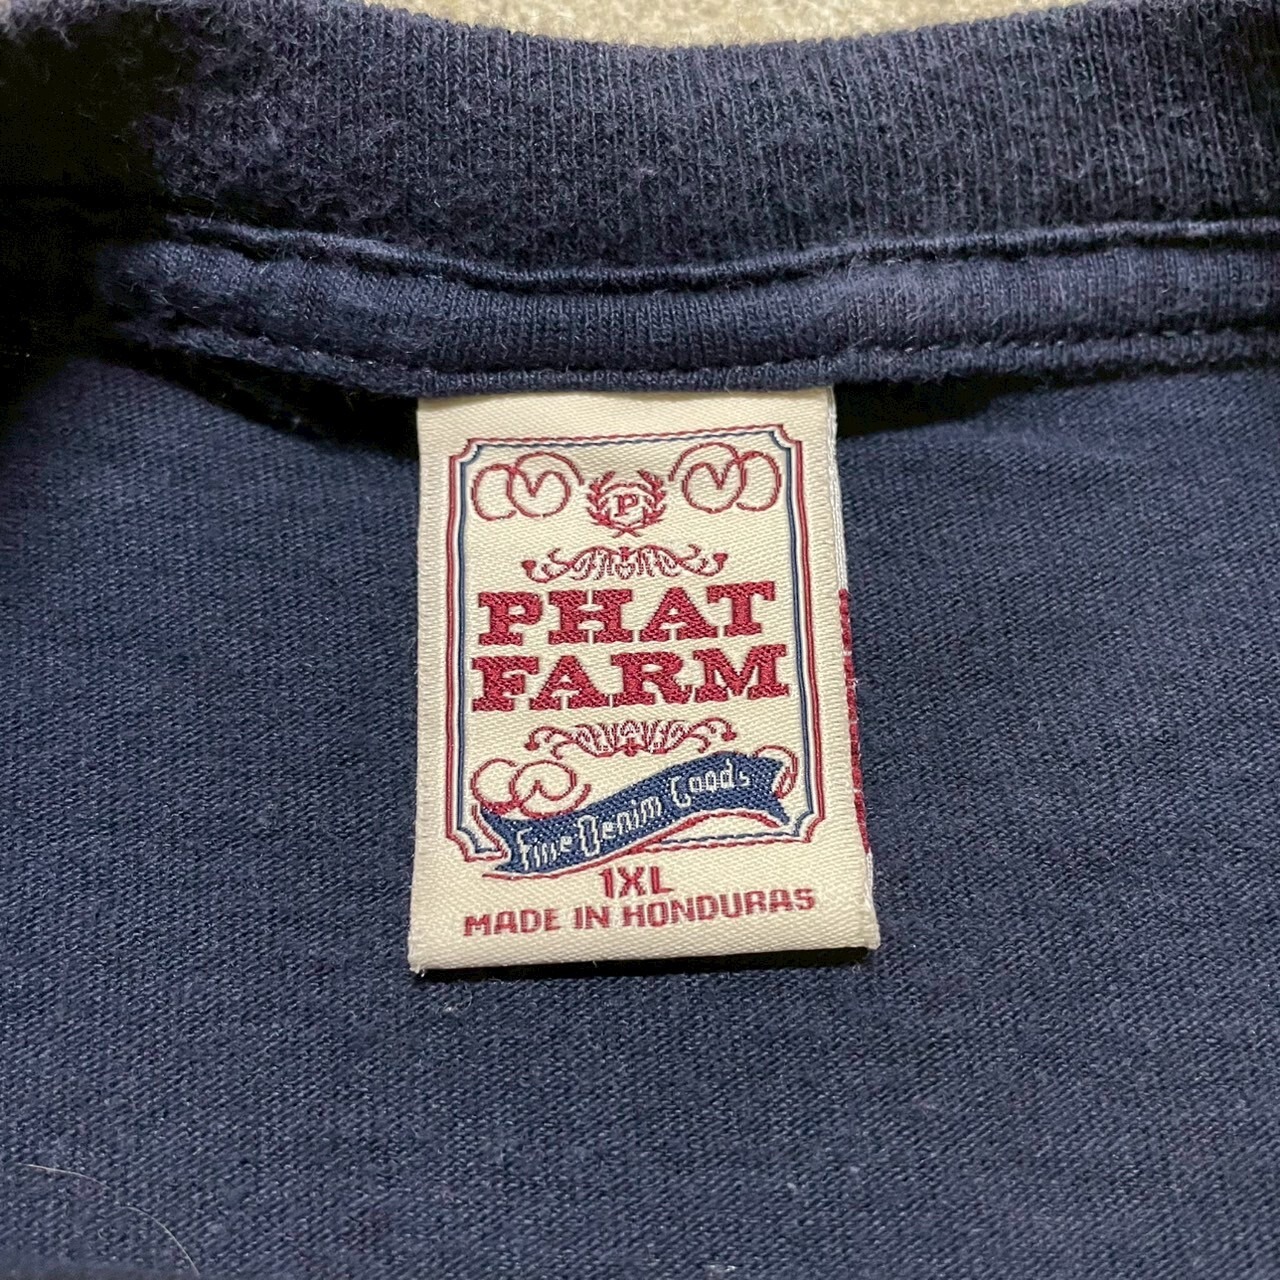 P
PHAT
FARM
Fine Denim Goods
1XL
MADE IN HONDURAS